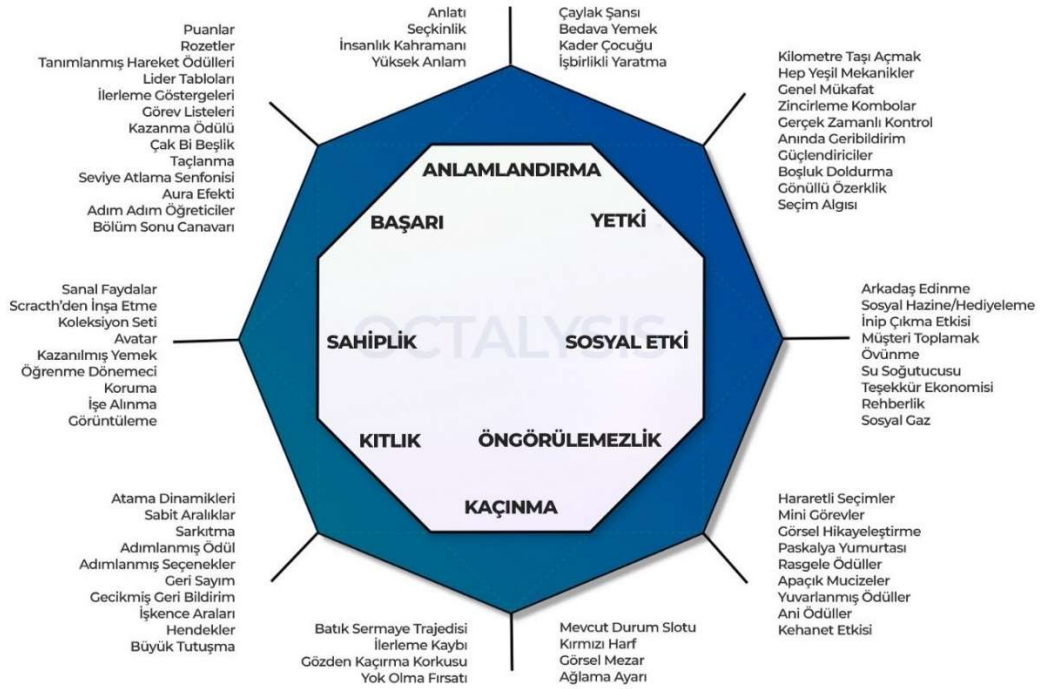 Anlatı
Seçkinlik
İnsanlık Kahramanı
Yüksek Anlam
Çaylak Şansı
Bedava Yemek
Kader Çocuğu
İşbirlikli Yaratma
Puanlar
Rozetler
Tanımlanmış Hareket Ödülleri
Lider Tabloları
İlerleme Göstergeleri
Görev Listeleri
Kazanma Ödülü
Çak Bi Beşlik
Taçlanma
Seviye Atlama Senfonisi
Aura Efekti
Adım Adım Öğreticiler
Bölüm Sonu Canavarı
Kilometre Taşı Açmak
Hep Yeşil Mekanikler
Genel Mükafat
Zincirleme Kombolar
Gerçek Zamanlı Kontrol
Anında Geribildirim
Güçlendiriciler
Boşluk Doldurma
Gönüllü Özerklik
Seçim Algısı
ANLAMLANDIRMA
BAŞARI
YETKİ
OCTALYSIS
SAHİPLİK
SOSYAL ETKİ
KITLIK
ÖNGÖRÜLEMEZLİK
KAÇINMA
Sanal Faydalar
Scracth'den İnşa Etme
Koleksiyon Seti
Avatar
Kazanılmış Yemek
Öğrenme Dönemeci
Koruma
İşe Alınma
Görüntüleme
Arkadaş Edinme
Sosyal Hazine/Hediyeleme
İnip Çıkma Etkisi
Müşteri Toplamak
Övünme
Su Soğutucusu
Teşekkür Ekonomisi
Rehberlik
Sosyal Gaz
Atama Dinamikleri
Sabit Aralıklar
Sarkıtma
Adımlanmış Ödül
Adımlanmış Seçenekler
Geri Sayım
Gecikmiş Geri Bildirim
İşkence Araları
Hendekler
Büyük Tutuşma
Hararetli Seçimler
Mini Görevler
Görsel Hikayeleştirme
Paskalya Yumurtası
Rasgele Ödüller
Apaçık Mucizeler
Yuvarlanmış Ödüller
Ani Ödüller
Kehanet Etkisi
Batık Sermaye Trajedisi
İlerleme Kaybı
Gözden Kaçırma Korkusu
Yok Olma Fırsatı
Mevcut Durum Slotu
Kırmızı Harf
Görsel Mezar
Ağlama Ayarı